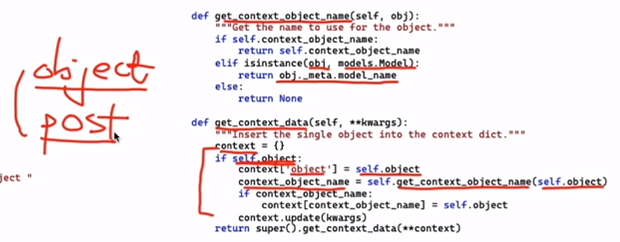 def get_context_object_name(self, obj):
"""Get the name to use for the object."""
if self.context_object_name:
return self.context_object_name
elif isinstance(obj, models.Model):
return obj._meta.model_name
else:
return None
object
post
def get_context_data(self, **kwargs):
"""Insert the single object into the context dict."""
context = {}
if self.object:
context['object'] = self.object
context_object_name = self.get_context_object_name(self.object)
if context_object_name:
context[context_object_name] = self.object
context.update(kwargs)
return super().get_context_data(**context)
ject "